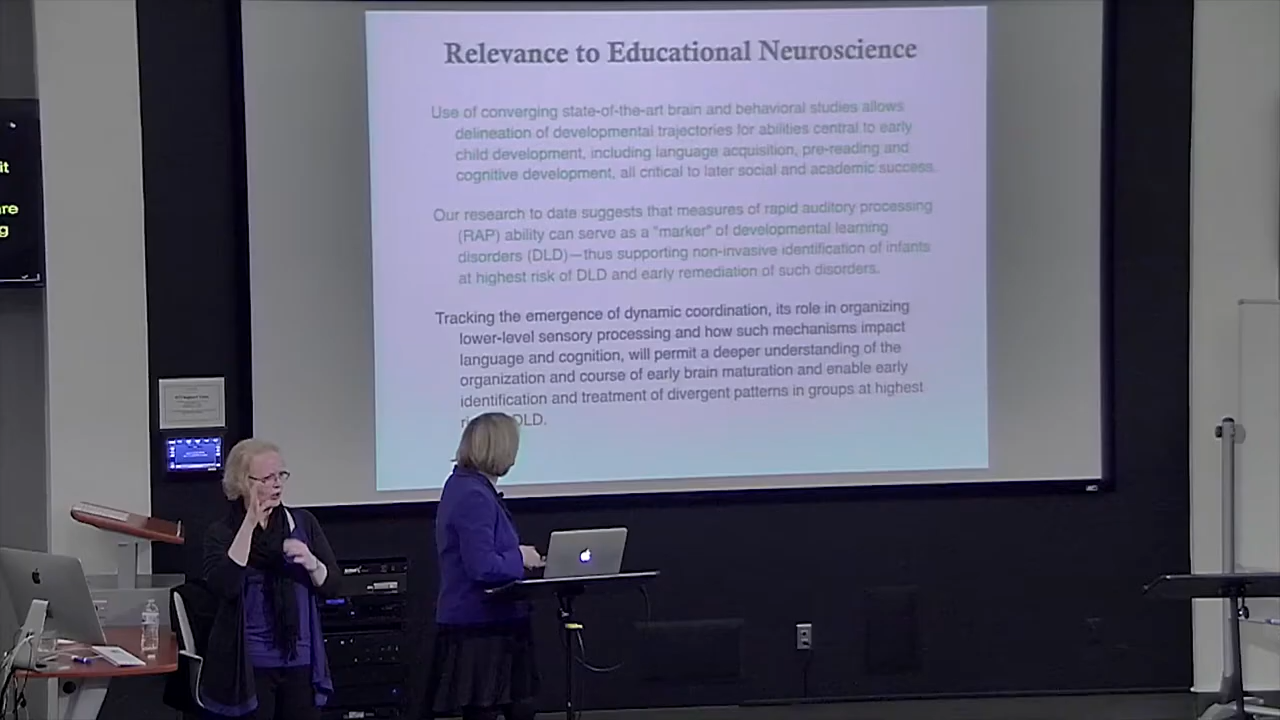 Relevance to Educational Neuroscience
Use of converging state-of-the-art brain and behavioral studies allows
delineation of developmental trajectories for abilities central to early
child development, including language acquisition, pre-reading and
cognitive development, all critical to later social and academic success.
Our research to date suggests that measures of rapid auditory processing
(RAP) ability can serve as a "marker" of developmental learning
disorders (DLD)—thus supporting non-invasive identification of infants
at highest risk of DLD and early remediation of such disorders.
Tracking the emergence of dynamic coordination, its role in organizing
lower-level sensory processing and how such mechanisms impact
language and cognition, will permit a deeper understanding of the
organization and course of early brain maturation and enable early
identification and treatment of divergent patterns in groups at highest
DLD.
it
are
g